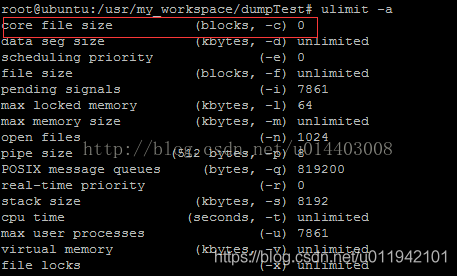 root@ubuntu:/usr/my_workspace/dumpTest# ulimit -a
core file size (blocks, -c) 0
data seg size (kbytes, -d) unlimited
scheduling priority (-e) 0
file size (blocks, -f) unlimited
pending signals (-i) 7861
max locked memory (kbytes, -l) 64
max memory size (kbytes, -m) unlimited
open files (-n) 1024
http://blog.csdn.net/u014403008
pipe size (512 bytes, -p) 8
POSIX message queues (bytes, -q) 819200
real-time priority (-r) 0
stack size (kbytes, -s) 8192
cpu time (seconds, -t) unlimited
max user processes (-u) 7861
virtual memory (kbytes, -v) unlimited
https://blog.csdn.net/u011942101
file locks (-x) unlimited